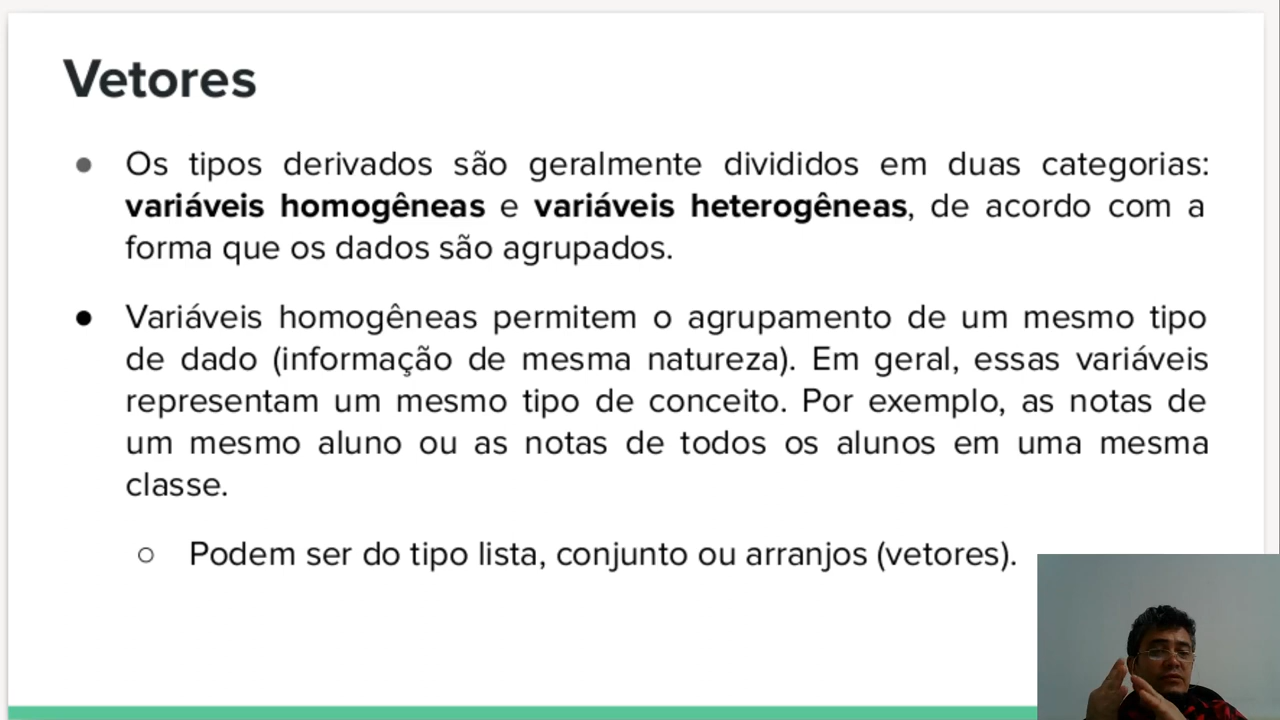 Vetores
● Os tipos derivados são geralmente divididos em duas categorias:
variáveis homogêneas e variáveis heterogêneas, de acordo com a
forma que os dados são agrupados.
● Variáveis homogêneas permitem o agrupamento de um mesmo tipo
de dado (informação de mesma natureza). Em geral, essas variáveis
representam um mesmo tipo de conceito. Por exemplo, as notas de
um mesmo aluno ou as notas de todos os alunos em uma mesma
classe.
○ Podem ser do tipo lista, conjunto ou arranjos (vetores).